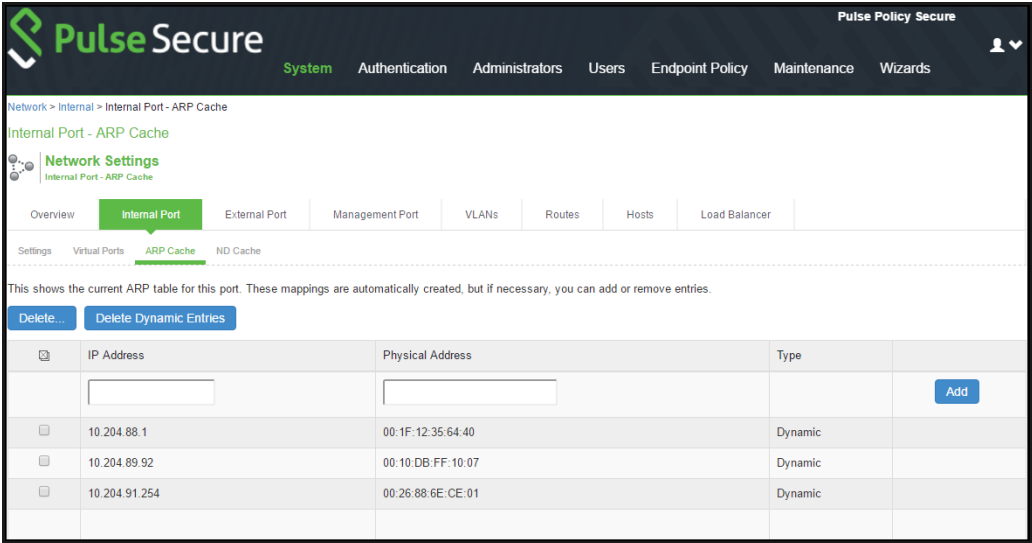 Pulse Secure
Pulse Policy Secure
System Authentication Administrators Users Endpoint Policy Maintenance Wizards
Network > Internal > Internal Port - ARP Cache
Internal Port - ARP Cache
Network Settings
Internal Port - ARP Cache
Overview Internal Port External Port Management Port VLANs Routes Hosts Load Balancer
Settings Virtual Ports ARP Cache ND Cache
This shows the current ARP table for this port. These mappings are automatically created, but if necessary, you can add or remove entries.
Delete... Delete Dynamic Entries
IP Address Physical Address Type
Add
10.204.88.1 00:1F:12:35:64:40 Dynamic
10.204.89.92 00:10:DB:FF:10:07 Dynamic
10.204.91.254 00:26:88:6E:CE:01 Dynamic